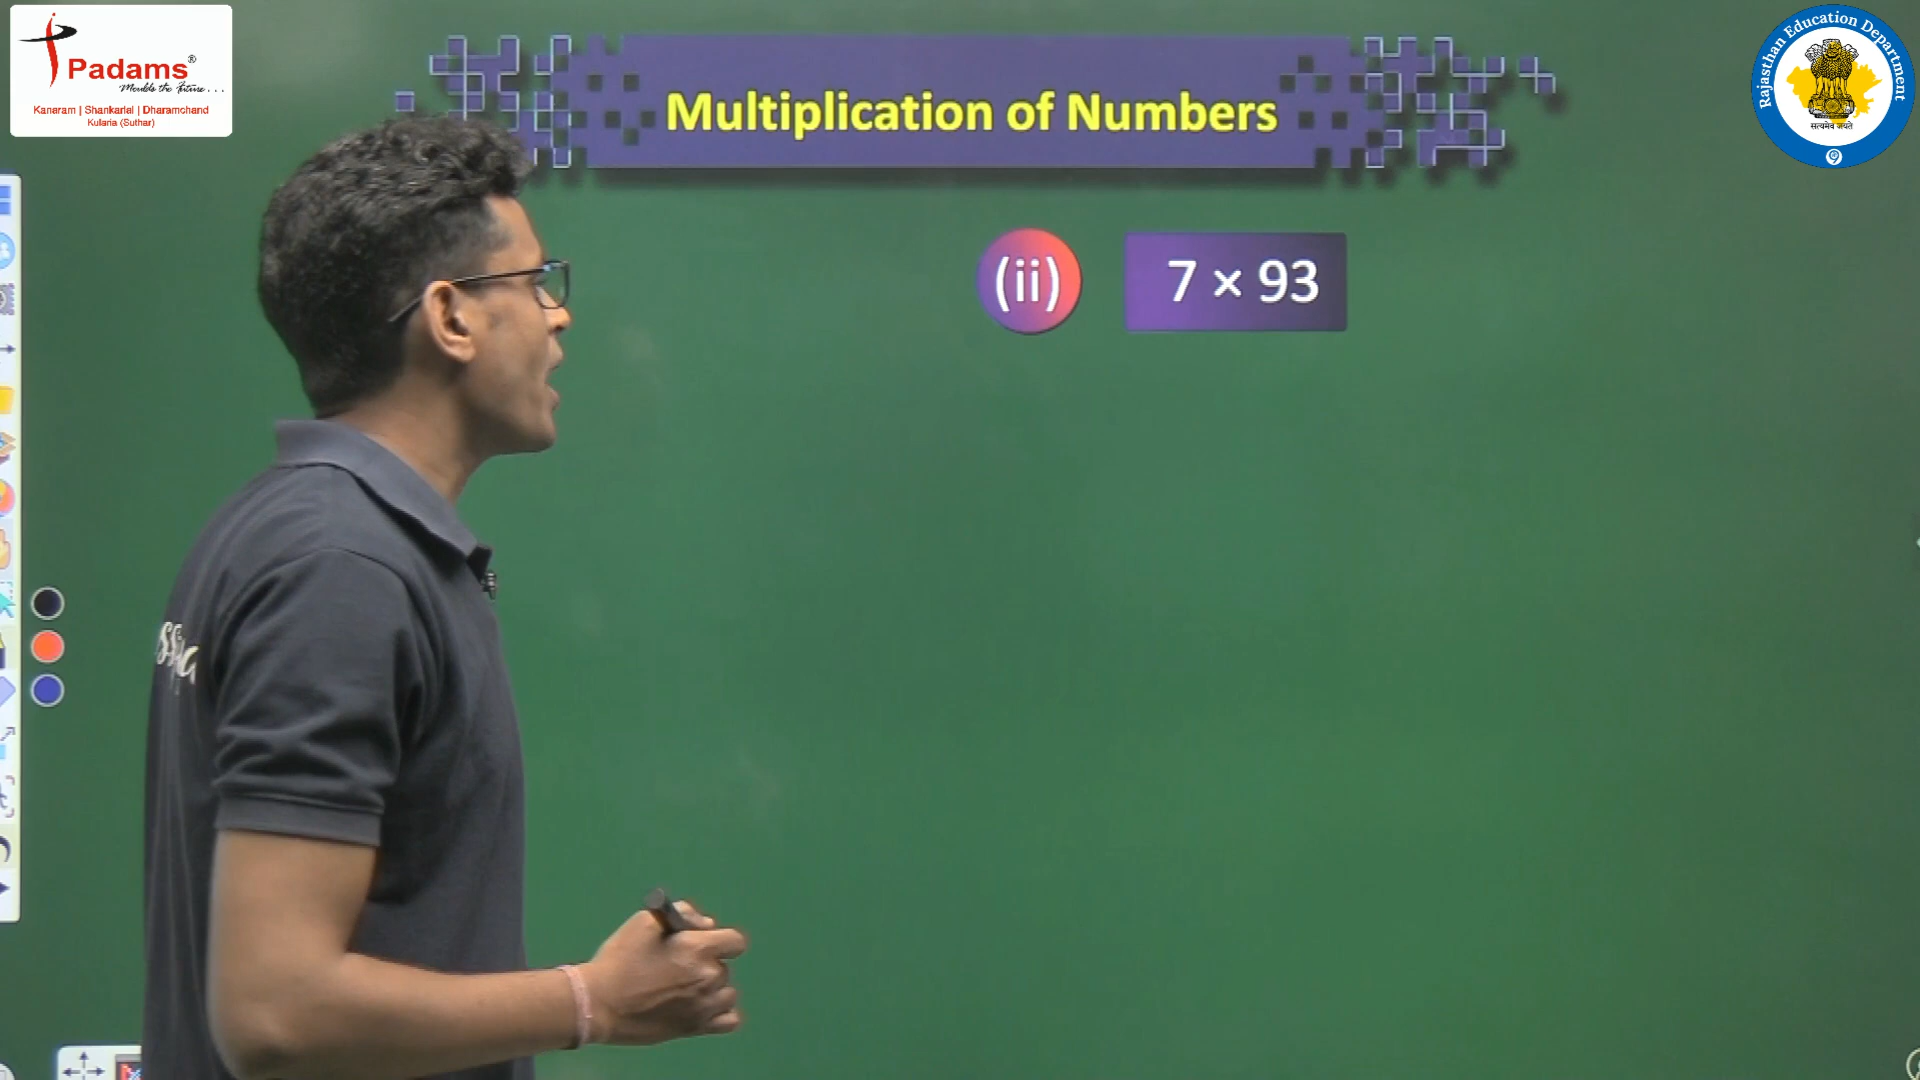 Padams®
Moulds the Future...
Kanaram | Shankarlal | Dharamchand
Kularia (Suthar)
Multiplication of Numbers
Rajasthan Education Department
सत्यमेव जयते
(ii)
7 × 93